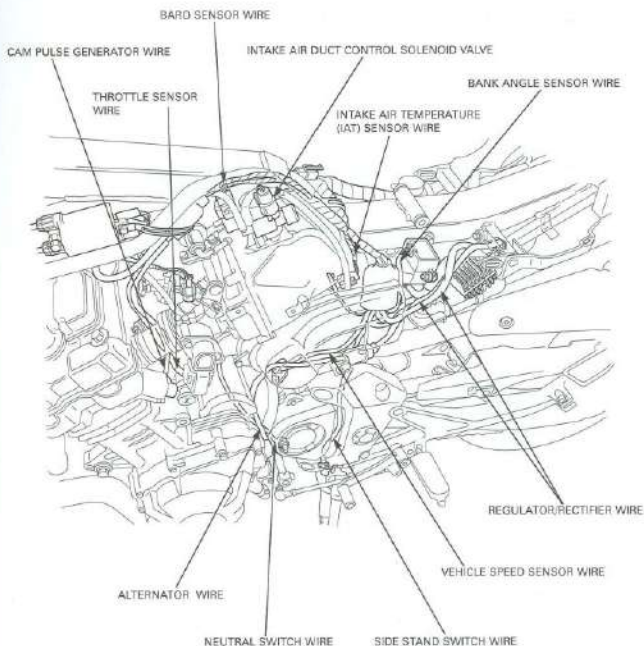 BARO SENSOR WIRE
CAM PULSE GENERATOR WIRE
INTAKE AIR DUCT CONTROL SOLENOID VALVE
THROTTLE SENSOR
WIRE
BANK ANGLE SENSOR WIRE
INTAKE AIR TEMPERATURE
(IAT) SENSOR WIRE
REGULATOR/RECTIFIER WIRE
VEHICLE SPEED SENSOR WIRE
ALTERNATOR WIRE
NEUTRAL SWITCH WIRE
SIDE STAND SWITCH WIRE